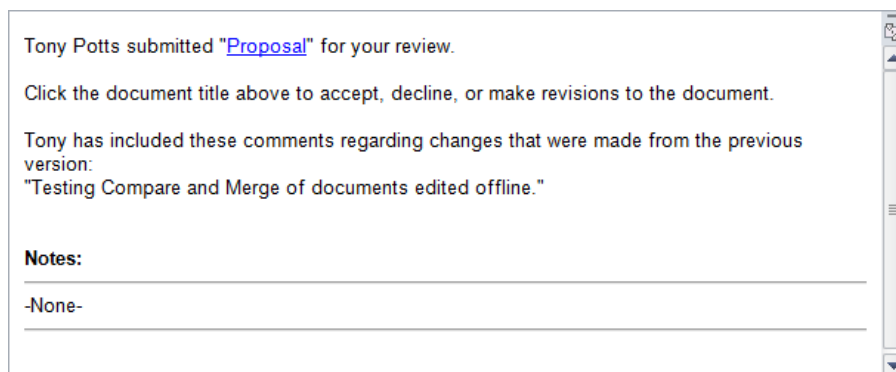 Tony Potts submitted "Proposal" for your review.
Click the document title above to accept, decline, or make revisions to the document.
Tony has included these comments regarding changes that were made from the previous
version:
"Testing Compare and Merge of documents edited offline."
Notes:
-None-